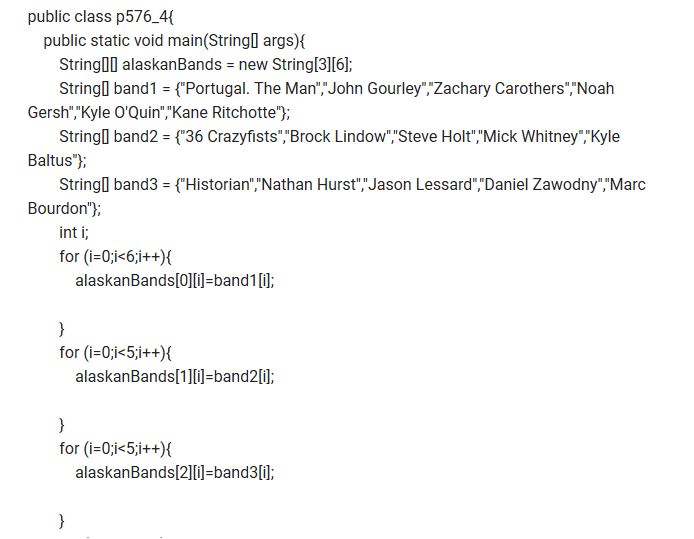 public class p576_4{
public static void main(String[] args){
String[][] alaskanBands = new String[3][6];
String[] band1 = {"Portugal. The Man","John Gourley","Zachary Carothers","Noah
Gersh","Kyle O'Quin","Kane Ritchotte"};
String[] band2 = {"36 Crazyfists","Brock Lindow","Steve Holt","Mick Whitney","Kyle
Baltus"};
String[] band3 = {"Historian","Nathan Hurst","Jason Lessard","Daniel Zawodny","Marc
Bourdon"};
int i;
for (i=0;i<6;i++){
alaskanBands[0][i]=band1[i];
}
for (i=0;i<5;i++){
alaskanBands[1][i]=band2[i];
}
for (i=0;i<5;i++){
alaskanBands[2][i]=band3[i];
}